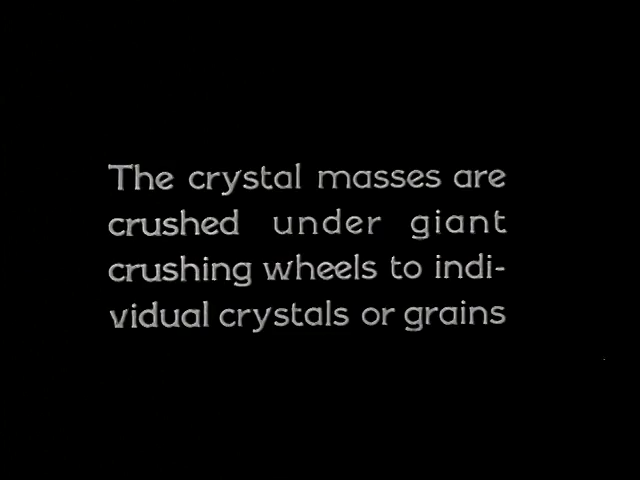 The crystal masses are
crushed under giant
crushing wheels to indi-
vidual crystals or grains